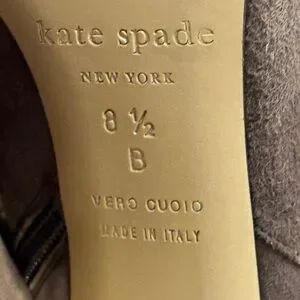 kate spade
NEW YORK
8 ½
B
VERO CUOIO
MADE IN ITALY